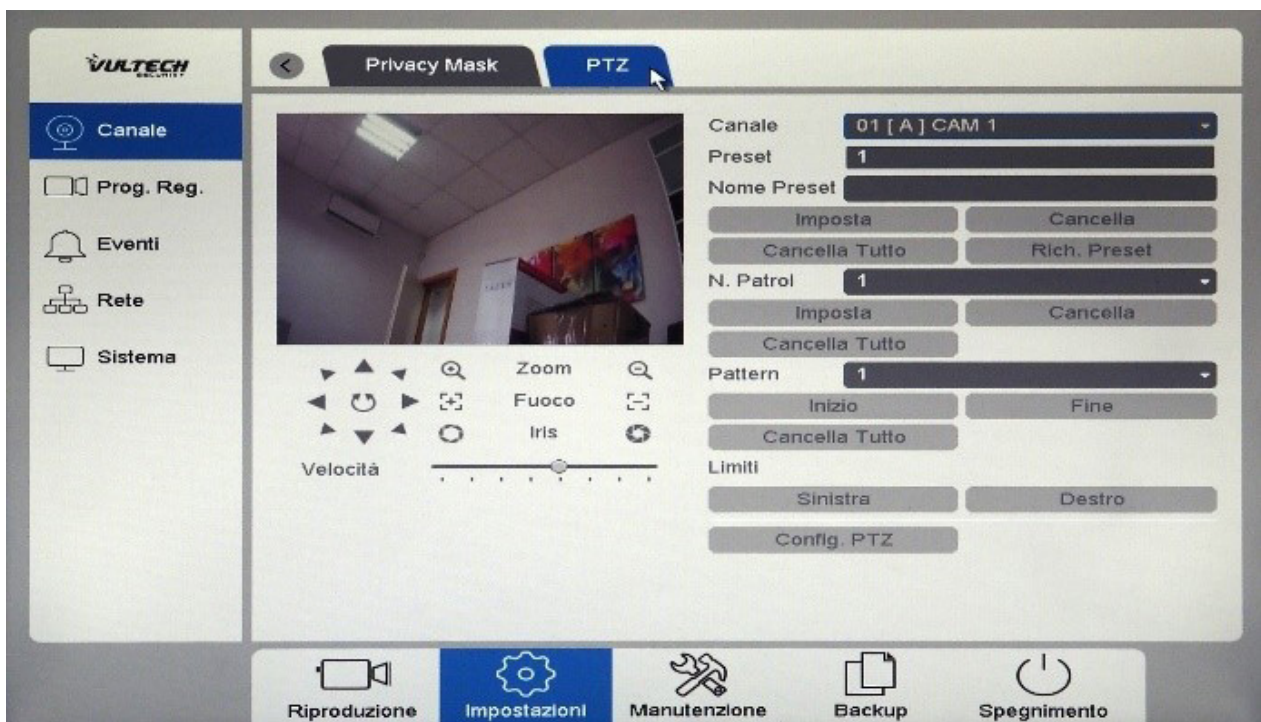 VULTECH
SECURITY
Canale
Prog. Reg.
Eventi
Rete
Sistema
Privacy Mask
PTZ
Zoom
Fuoco
Iris
Velocità
Canale 01 [ A ] CAM 1
Preset 1
Nome Preset
Imposta Cancella
Cancella Tutto Rich. Preset
N. Patrol 1
Imposta Cancella
Cancella Tutto
Pattern 1
Inizio Fine
Cancella Tutto
Limiti
Sinistra Destro
Config. PTZ
Riproduzione
Impostazioni
Manutenzione
Backup
Spegnimento